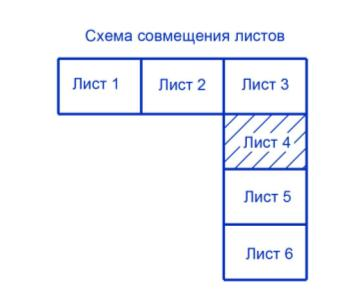 Схема совмещения листов
Лист 1 Лист 2 Лист 3
Лист 4
Лист 5
Лист 6